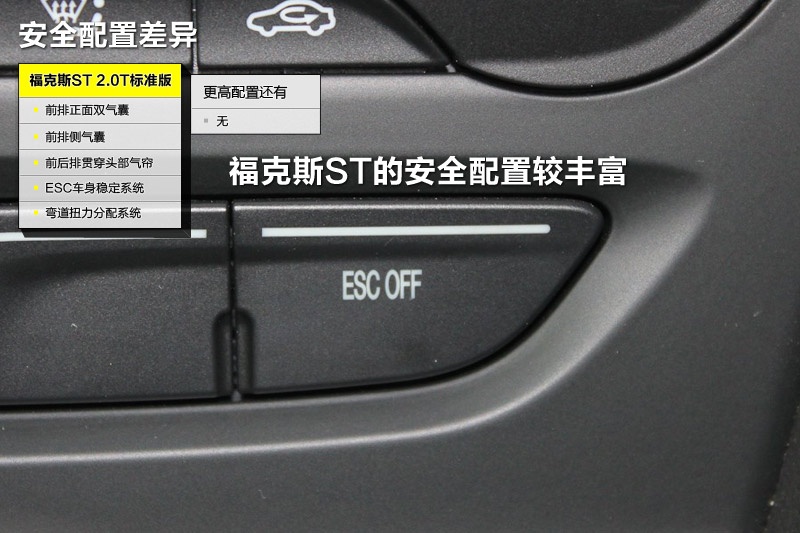 安全配置差异
福克斯ST 2.0T标准版
前排正面双气囊
前排侧气囊
前后排贯穿头部气帘
ESC车身稳定系统
弯道扭力分配系统
更高配置还有
无
福克斯ST的安全配置较丰富
ESC OFF